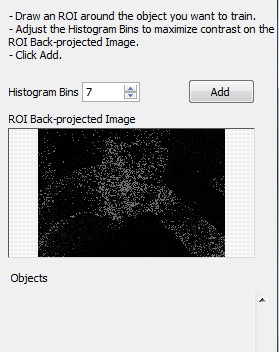 - Draw an ROI around the object you want to train.
- Adjust the Histogram Bins to maximize contrast on the
ROI Back-projected Image.
- Click Add.
Histogram Bins 7 Add
ROI Back-projected Image
Objects